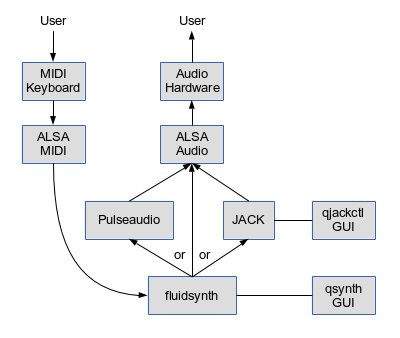 User
User
MIDI
Keyboard
Audio
Hardware
ALSA
MIDI
ALSA
Audio
Pulseaudio
JACK
qjackctl
GUI
or
or
fluidsynth
qsynth
GUI